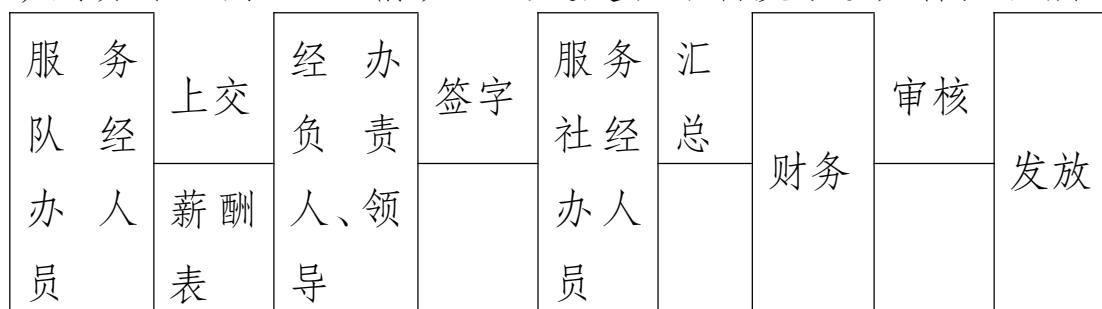 服务队经办人员
上交
薪酬表
经办负责人、领导
签字
服务社经办人员
汇总
财务
审核
发放